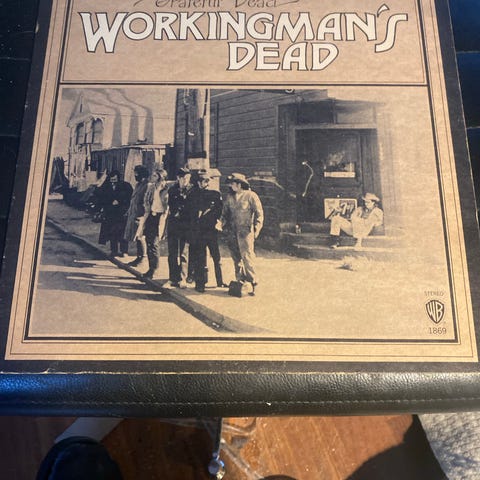 Grateful Dead
WORKINGMAN'S
DEAD
STEREO
WB
1869